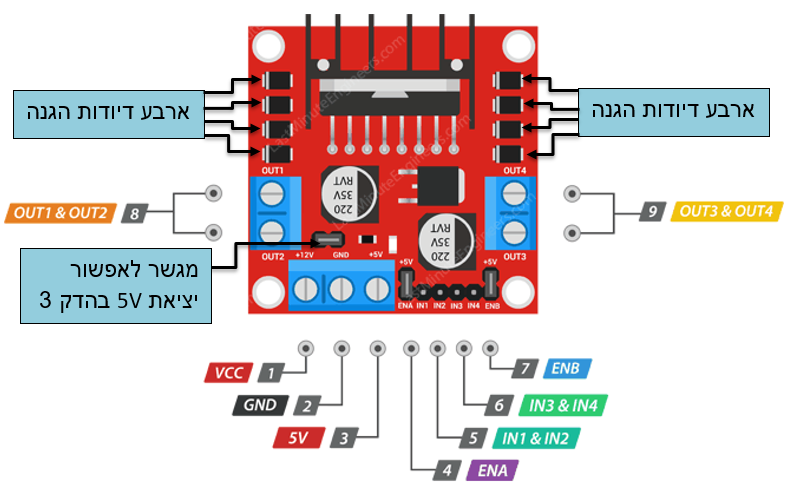 LastMinuteEngineers.com
ארבע דיודות הגנה
ארבע דיודות הגנה
OUT1
OUT4
220
35V
RVT
OUT1 & OUT2 8
9 OUT3 & OUT4
220
35V
RVT
OUT2
OUT3
מגשר לאפשור
יציאת 5V בהדק 3
+12V GND +5V
+5V +5V
ENA IN1 IN2 IN3 IN4 ENB
VCC 1
7 ENB
GND 2
6 IN3 & IN4
5V 3
5 IN1 & IN2
4 ENA